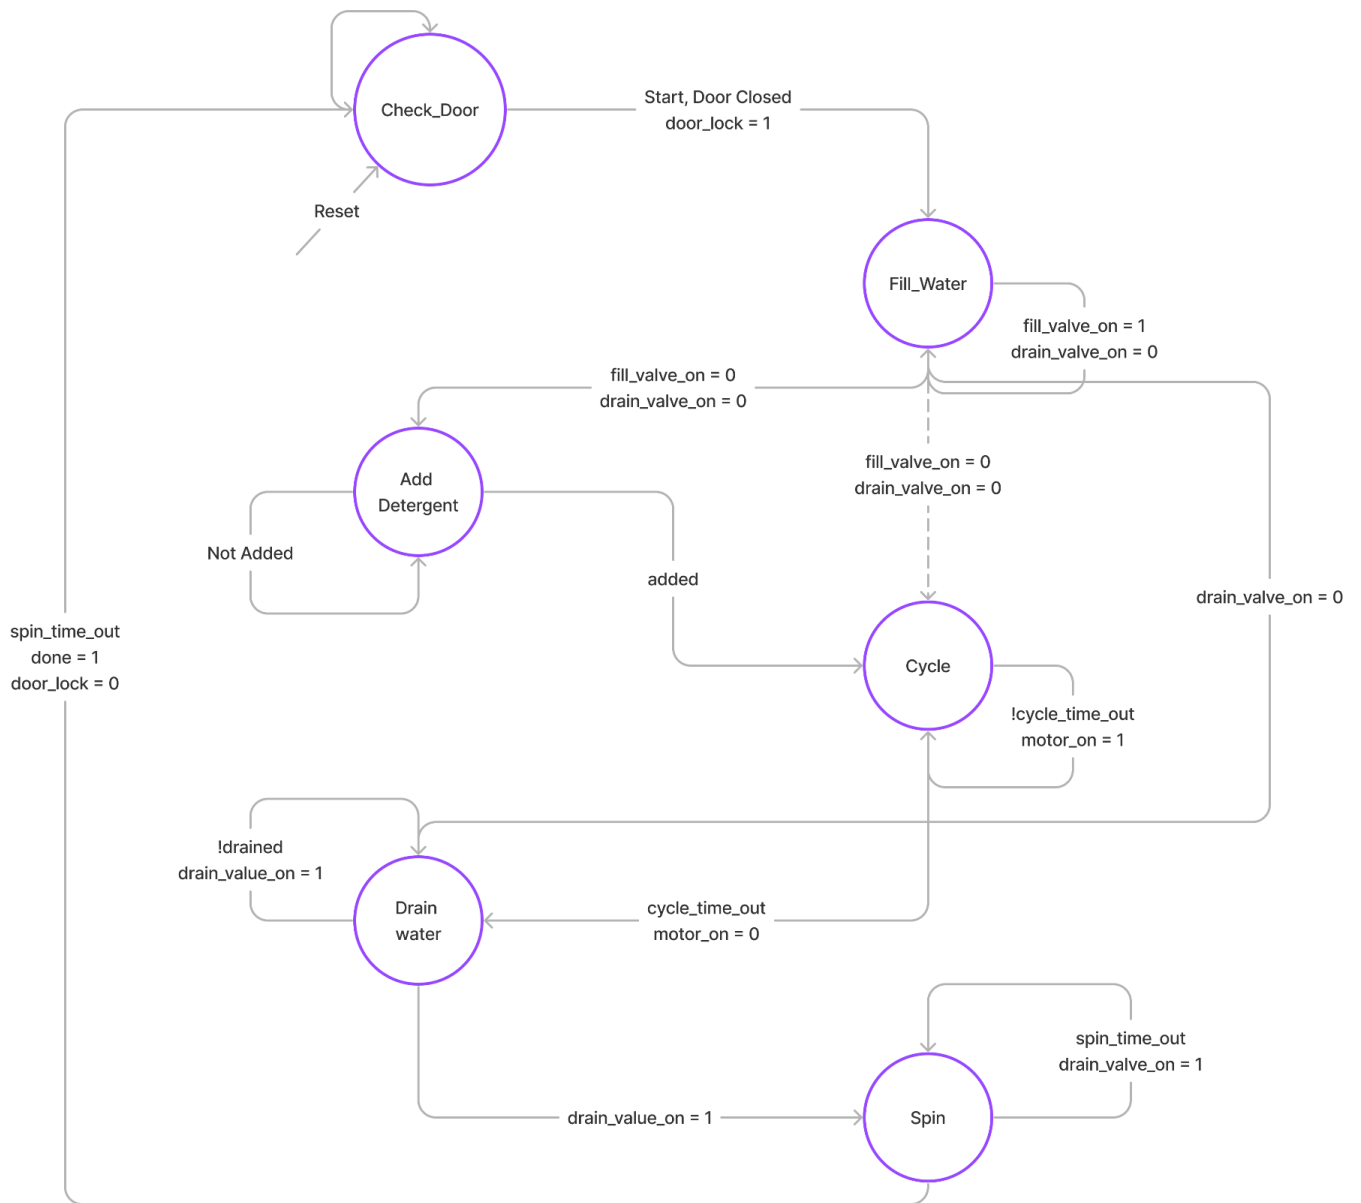 Check_Door
Start, Door Closed
door_lock = 1
Reset
Fill_Water
fill_valve_on = 1
drain_valve_on = 0
fill_valve_on = 0
drain_valve_on = 0
fill_valve_on = 0
drain_valve_on = 0
Add
Detergent
Not Added
added
drain_valve_on = 0
spin_time_out
done = 1
door_lock = 0
Cycle
!cycle_time_out
motor_on = 1
!drained
drain_value_on = 1
Drain
water
cycle_time_out
motor_on = 0
spin_time_out
drain_valve_on = 1
drain_value_on = 1
Spin